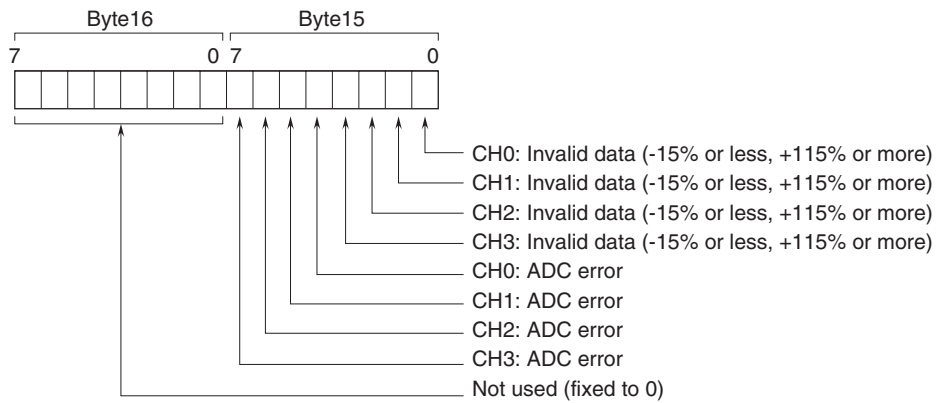 Byte16 Byte15
7 0 7 0
CH0: Invalid data (-15% or less, +115% or more)
CH1: Invalid data (-15% or less, +115% or more)
CH2: Invalid data (-15% or less, +115% or more)
CH3: Invalid data (-15% or less, +115% or more)
CH0: ADC error
CH1: ADC error
CH2: ADC error
CH3: ADC error
Not used (fixed to 0)